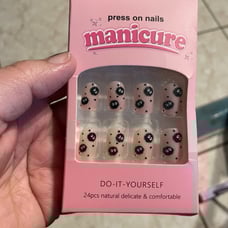 press on nails
manicure
DO-IT-YOURSELF
24pcs natural delicate & comfortable